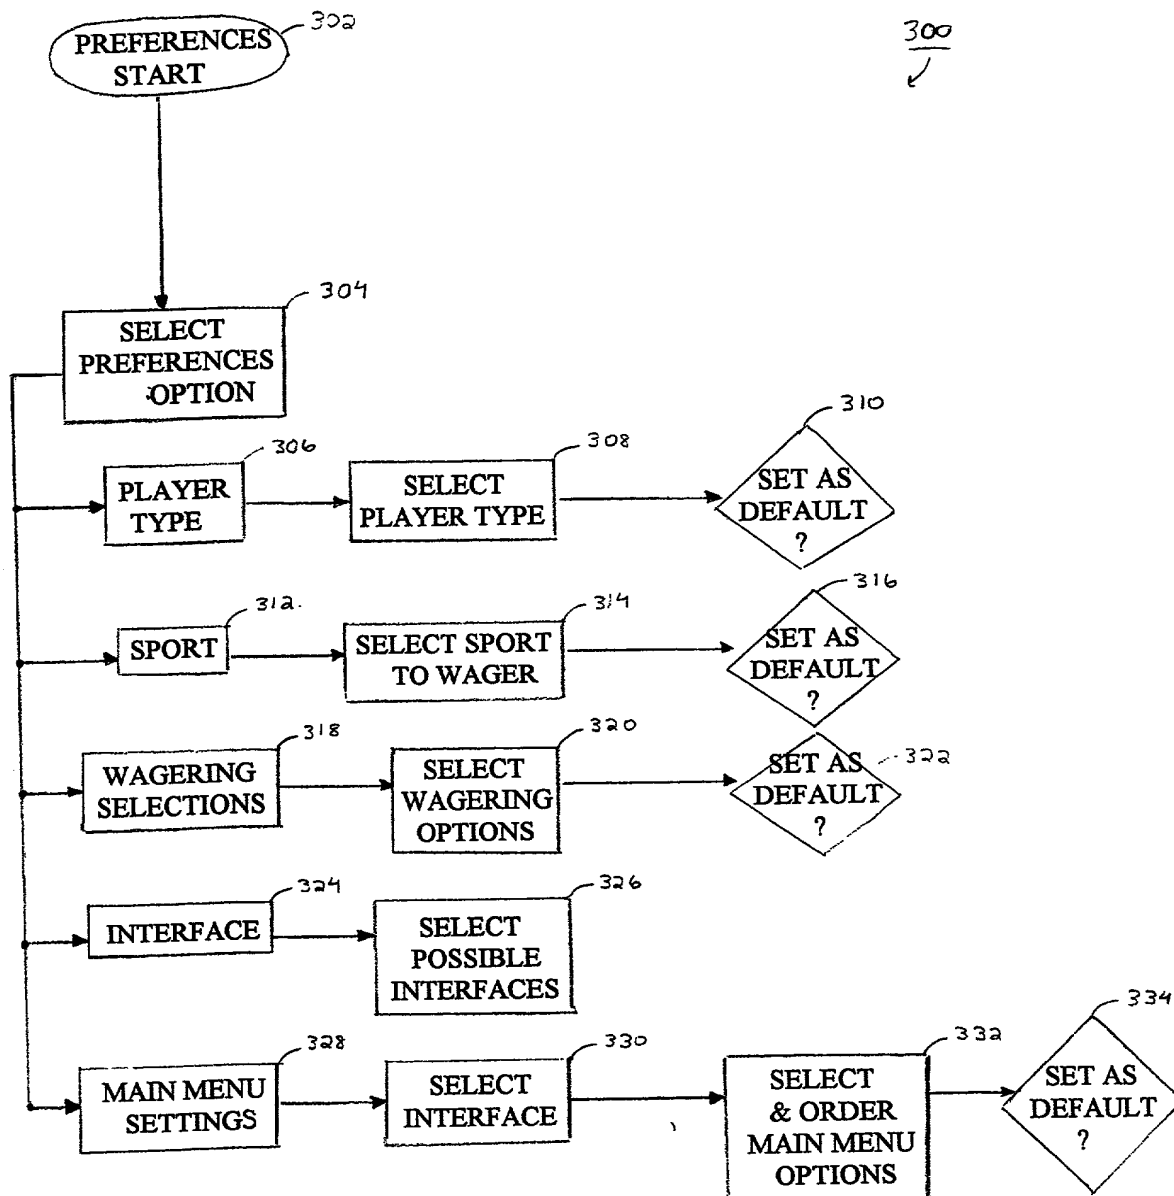 PREFERENCES
START
302
300
304
SELECT
PREFERENCES
OPTION
306
PLAYER
TYPE
308
SELECT
PLAYER TYPE
310
SET AS
DEFAULT
?
312.
SPORT
314
SELECT SPORT
TO WAGER
316
SET AS
DEFAULT
?
318
WAGERING
SELECTIONS
320
SELECT
WAGERING
OPTIONS
322
SET AS
DEFAULT
?
324
INTERFACE
326
SELECT
POSSIBLE
INTERFACES
328
MAIN MENU
SETTINGS
330
SELECT
INTERFACE
332
SELECT
& ORDER
MAIN MENU
OPTIONS
334
SET AS
DEFAULT
?